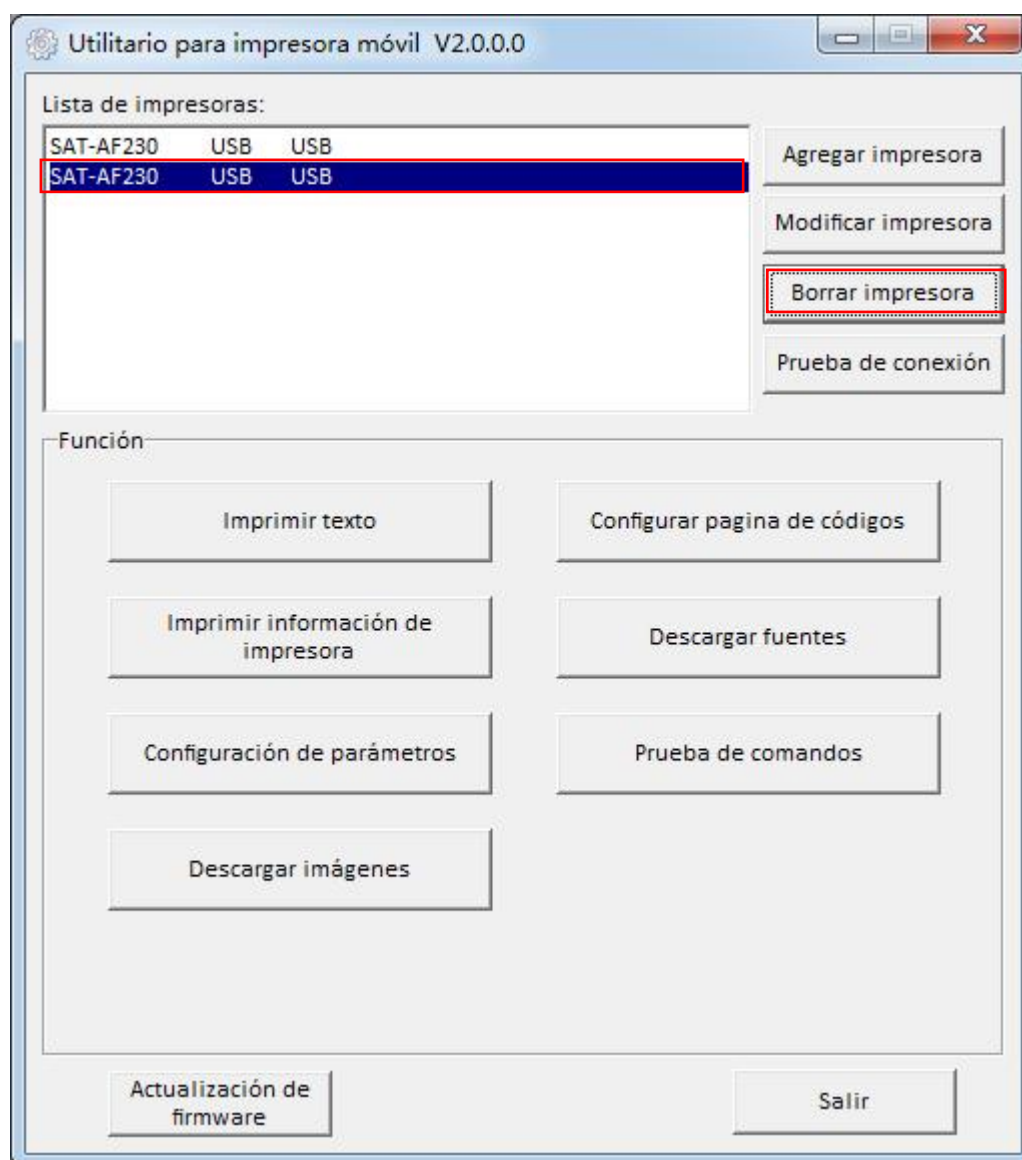 Utilitario para impresora móvil V2.0.0.0
Lista de impresoras:
SAT-AF230 USB USB
SAT-AF230 USB USB
Agregar impresora
Modificar impresora
Borrar impresora
Prueba de conexión
Función
Imprimir texto
Configurar pagina de códigos
Imprimir información de
impresora
Descargar fuentes
Configuración de parámetros
Prueba de comandos
Descargar imágenes
Actualización de
firmware
Salir